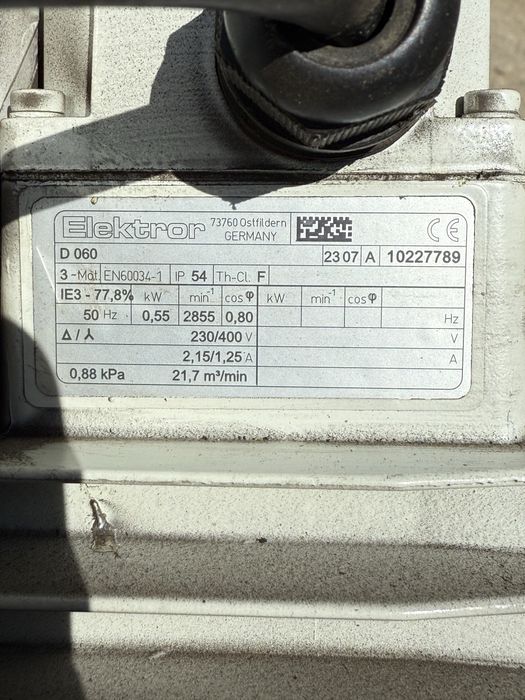 Elektror 73760 Ostfildern
GERMANY
CE
D 060 2307 A 10227789
3~Mot. EN60034-1 IP 54 Th-Cl. F
IE3 - 77,8% kW min⁻¹ cosφ kW min⁻¹ cosφ
50 Hz 0,55 2855 0,80 Hz
Δ / ⅄ 230/400 V V
2,15/1,25 A A
0,88 kPa 21,7 m³/min